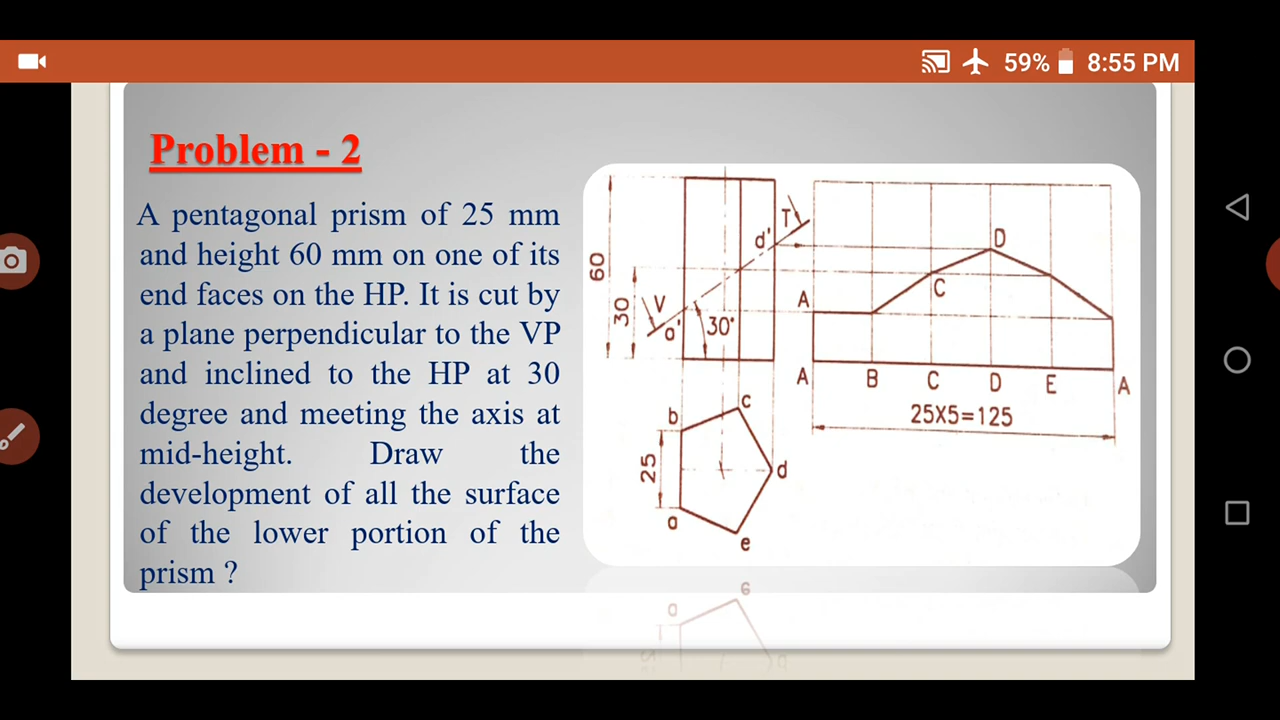 59% 8:55 PM
Problem - 2
A pentagonal prism of 25 mm
and height 60 mm on one of its
end faces on the HP. It is cut by
a plane perpendicular to the VP
and inclined to the HP at 30
degree and meeting the axis at
mid-height. Draw the
development of all the surface
of the lower portion of the
prism ?
T
d'
D
60
30
V
o'
30°
A
C
A B C D E A
25X5=125
b
c
25
d
a
e
e
a
25